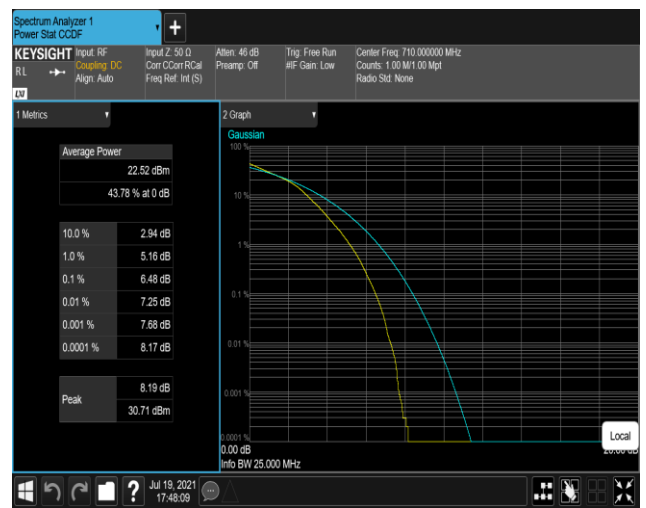 Spectrum Analyzer 1
Power Stat CCDF
+
KEYSIGHT
RL
LXI
Input: RF
Coupling: DC
Align: Auto
Input Z: 50 Ω
Corr CCorr RCal
Freq Ref: Int (S)
Atten: 46 dB
Preamp: Off
Trig: Free Run
#IF Gain: Low
Center Freq: 710.000000 MHz
Counts: 1.00 M/1.00 Mpt
Radio Std: None
1 Metrics
Average Power
22.52 dBm
43.78 % at 0 dB
10.0 % 2.94 dB
1.0 % 5.16 dB
0.1 % 6.48 dB
0.01 % 7.25 dB
0.001 % 7.68 dB
0.0001 % 8.17 dB
Peak
8.19 dB
30.71 dBm
2 Graph
Gaussian
100 %
10 %
1 %
0.1 %
0.01 %
0.001 %
0.0001 %
0.00 dB
Info BW 25.000 MHz
Local
?
Jul 19, 2021
17:48:09